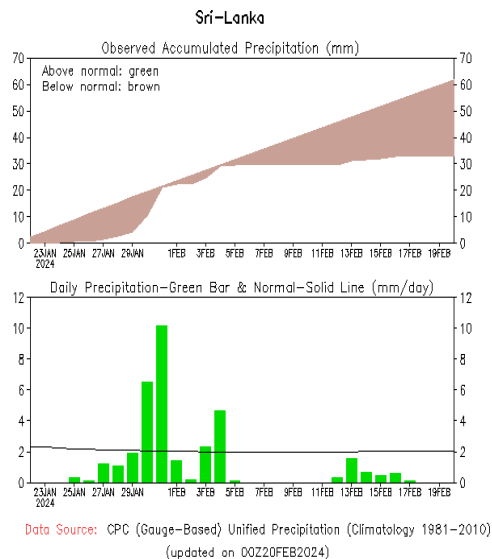 Sri-Lanka
Observed Accumulated Precipitation (mm)
Above normal: green
Below normal: brown
70 70
60 60
50 50
40 40
30 30
20 20
10 10
0 0
23JAN 25JAN 27JAN 29JAN 1FEB 3FEB 5FEB 7FEB 9FEB 11FEB 13FEB 15FEB 17FEB 19FEB
2024
Daily Precipitation-Green Bar & Normal-Solid Line (mm/day)
12 12
10 10
8 8
6 6
4 4
2 2
0 0
23JAN 25JAN 27JAN 29JAN 1FEB 3FEB 5FEB 7FEB 9FEB 11FEB 13FEB 15FEB 17FEB 19FEB
2024
Data Source: CPC (Gauge-Based) Unified Precipitation (Climatology 1981-2010)
(updated on 00Z20FEB2024)